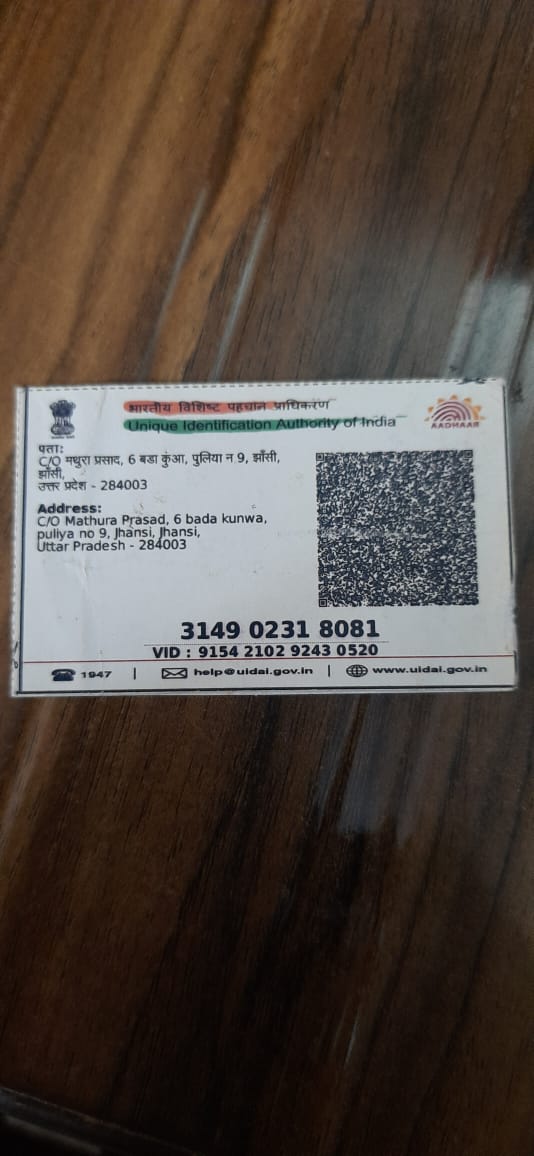 भारतीय विशिष्ट पहचान प्राधिकरण
Unique Identification Authority of India
AADHAAR
पता:
C/O मथुरा प्रसाद, 6 बडा कुंआ, पुलिया न 9, झाँसी,
झाँसी,
उत्तर प्रदेश - 284003
Address:
C/O Mathura Prasad, 6 bada kunwa,
puliya no 9, Jhansi, Jhansi,
Uttar Pradesh - 284003
3149 0231 8081
VID : 9154 2102 9243 0520
1947 | help@uidai.gov.in | www.uidai.gov.in